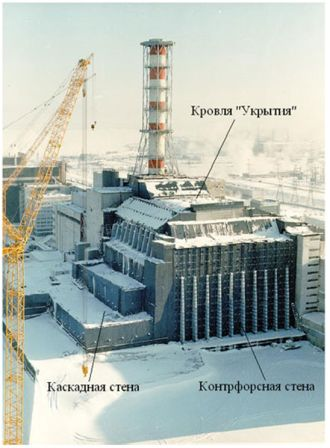 Кровля "Укрытия"
Каскадная стена
Контрфорсная стена